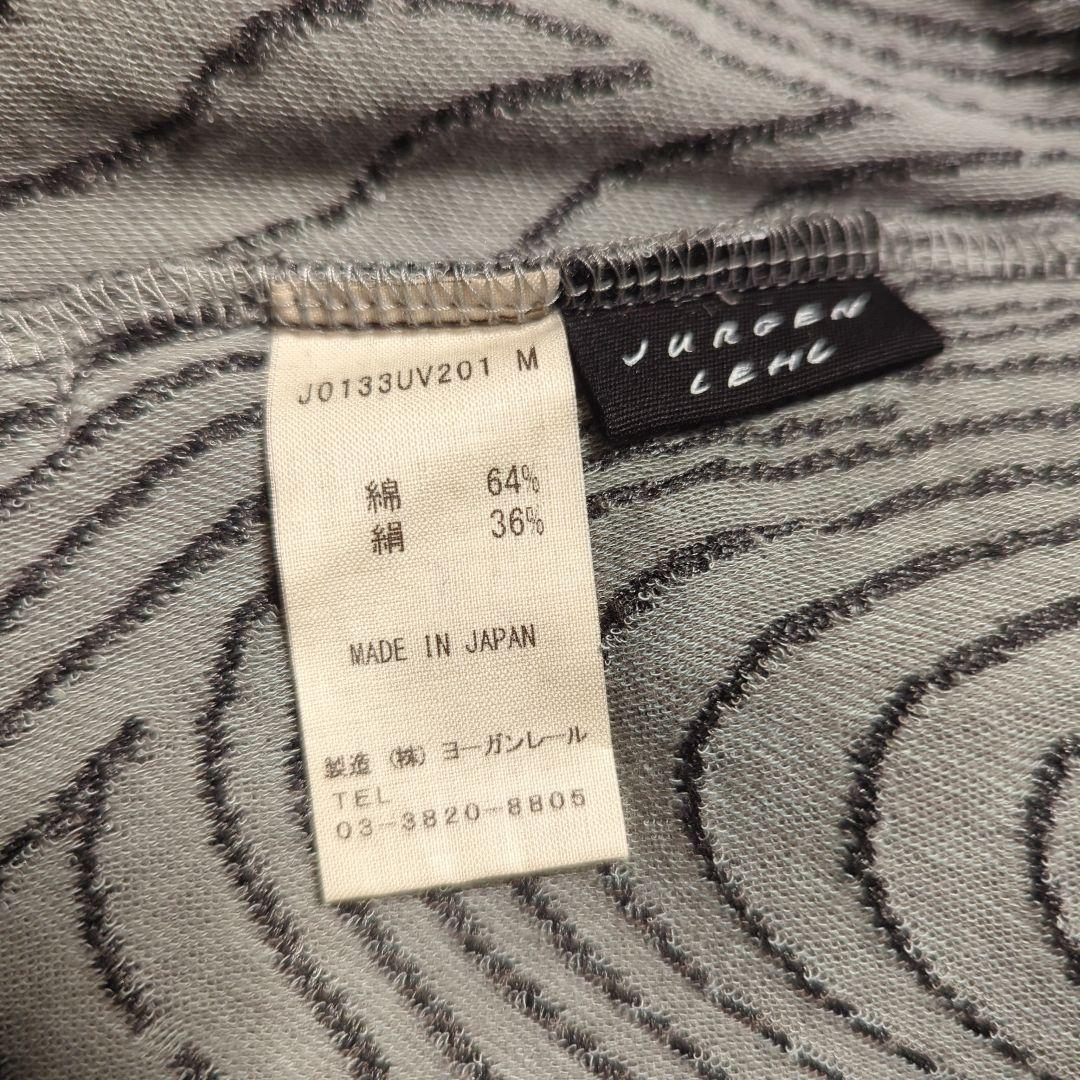 J0133UV201 M
綿 64%
絹 36%
MADE IN JAPAN
製造 (株) ヨーガンレール
TEL
03-3820-8805
JURGEN
LEHL